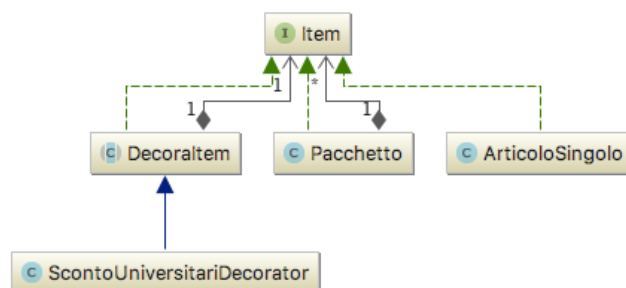 I Item
1 *
1 1
C DecoraItem
C Pacchetto
C ArticoloSingolo
C ScontoUniversitariDecorator